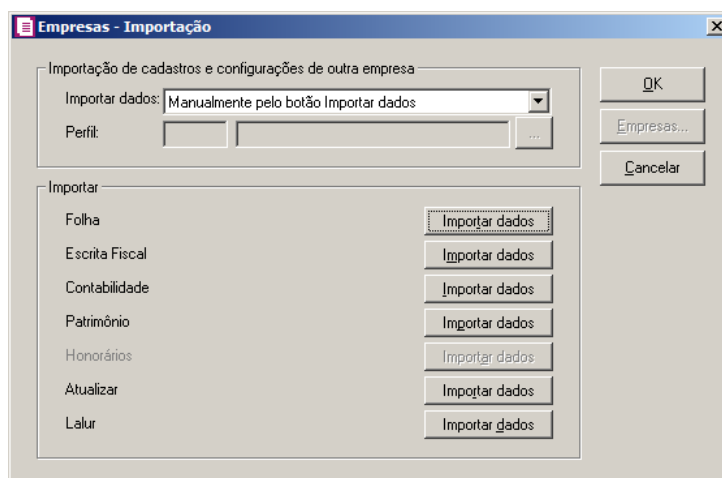 Empresas - Importação
Importação de cadastros e configurações de outra empresa
Importar dados: Manualmente pelo botão Importar dados
Perfil: ...
OK
Empresas...
Cancelar
Importar
Folha Importar dados
Escrita Fiscal Importar dados
Contabilidade Importar dados
Patrimônio Importar dados
Honorários Importar dados
Atualizar Importar dados
Lalur Importar dados